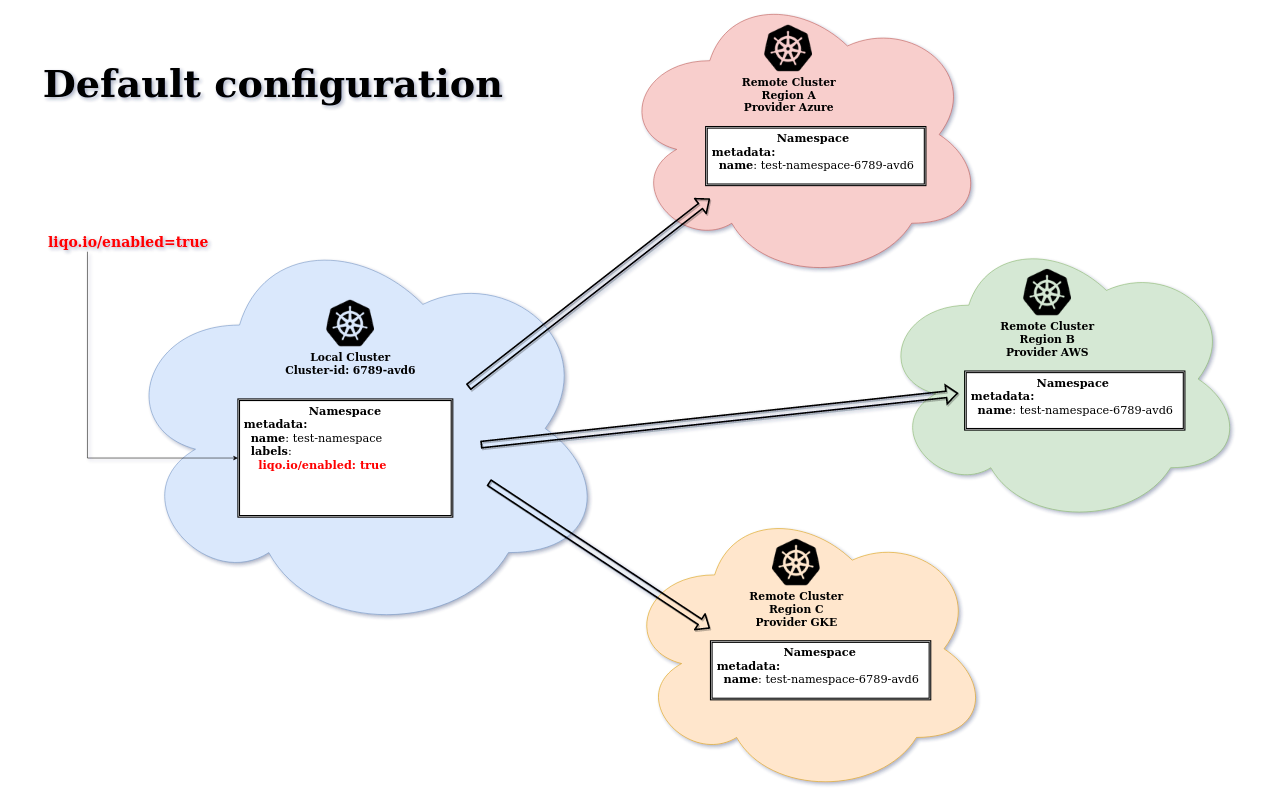 Default configuration
Remote Cluster
Region A
Provider Azure
Namespace
metadata:
name: test-namespace-6789-avd6
liqo.io/enabled=true
Local Cluster
Cluster-id: 6789-avd6
Namespace
metadata:
name: test-namespace
labels:
liqo.io/enabled: true
Remote Cluster
Region B
Provider AWS
Namespace
metadata:
name: test-namespace-6789-avd6
Remote Cluster
Region C
Provider GKE
Namespace
metadata:
name: test-namespace-6789-avd6